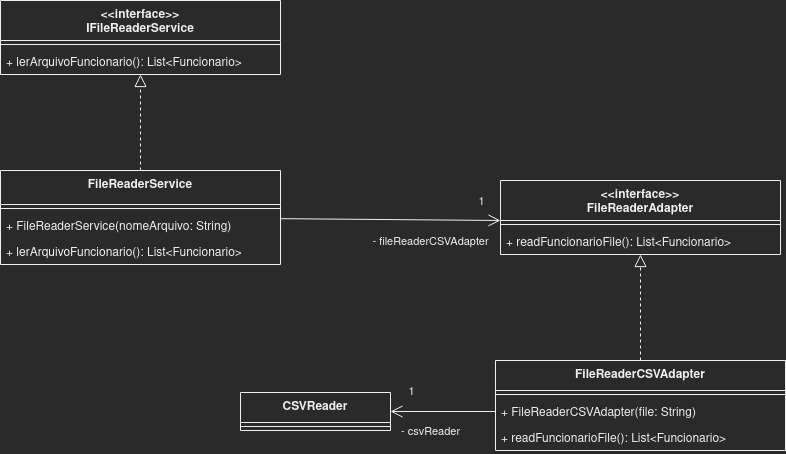 <<interface>>
IFileReaderService
+ lerArquivoFuncionario(): List<Funcionario>
FileReaderService
+ FileReaderService(nomeArquivo: String)
+ lerArquivoFuncionario(): List<Funcionario>
1
- fileReaderCSVAdapter
<<interface>>
FileReaderAdapter
+ readFuncionarioFile(): List<Funcionario>
FileReaderCSVAdapter
+ FileReaderCSVAdapter(file: String)
+ readFuncionarioFile(): List<Funcionario>
1
- csvReader
CSVReader